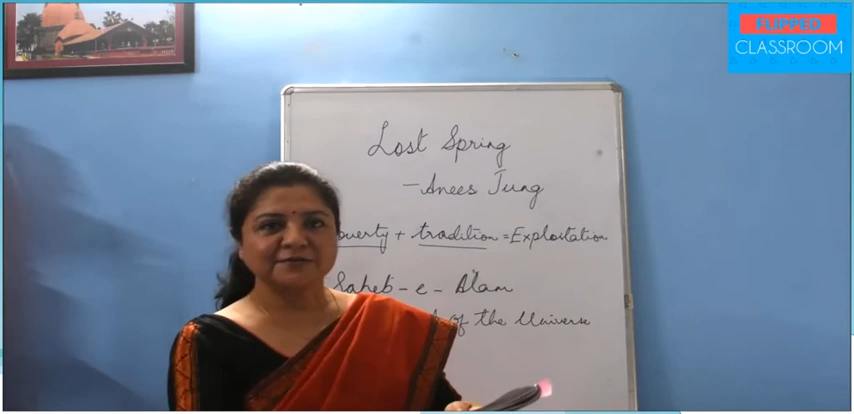 FLIPPED
CLASSROOM
Lost Spring
- Anees Jung
overty + tradition = Exploitation
Saheb - e - Alam
of the Universe